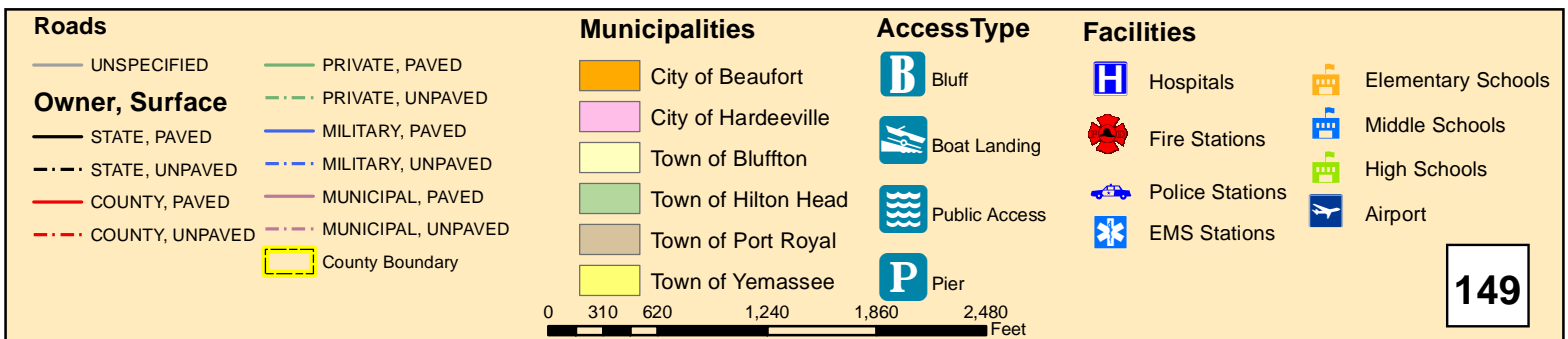 Roads
UNSPECIFIED
Owner, Surface
STATE, PAVED
STATE, UNPAVED
COUNTY, PAVED
COUNTY, UNPAVED
PRIVATE, PAVED
PRIVATE, UNPAVED
MILITARY, PAVED
MILITARY, UNPAVED
MUNICIPAL, PAVED
MUNICIPAL, UNPAVED
County Boundary
Municipalities
City of Beaufort
City of Hardeeville
Town of Bluffton
Town of Hilton Head
Town of Port Royal
Town of Yemassee
AccessType
B Bluff
Boat Landing
Public Access
P Pier
Facilities
H Hospitals
Fire Stations
Police Stations
EMS Stations
Elementary Schools
Middle Schools
High Schools
Airport
0 310 620 1,240 1,860 2,480
Feet
149